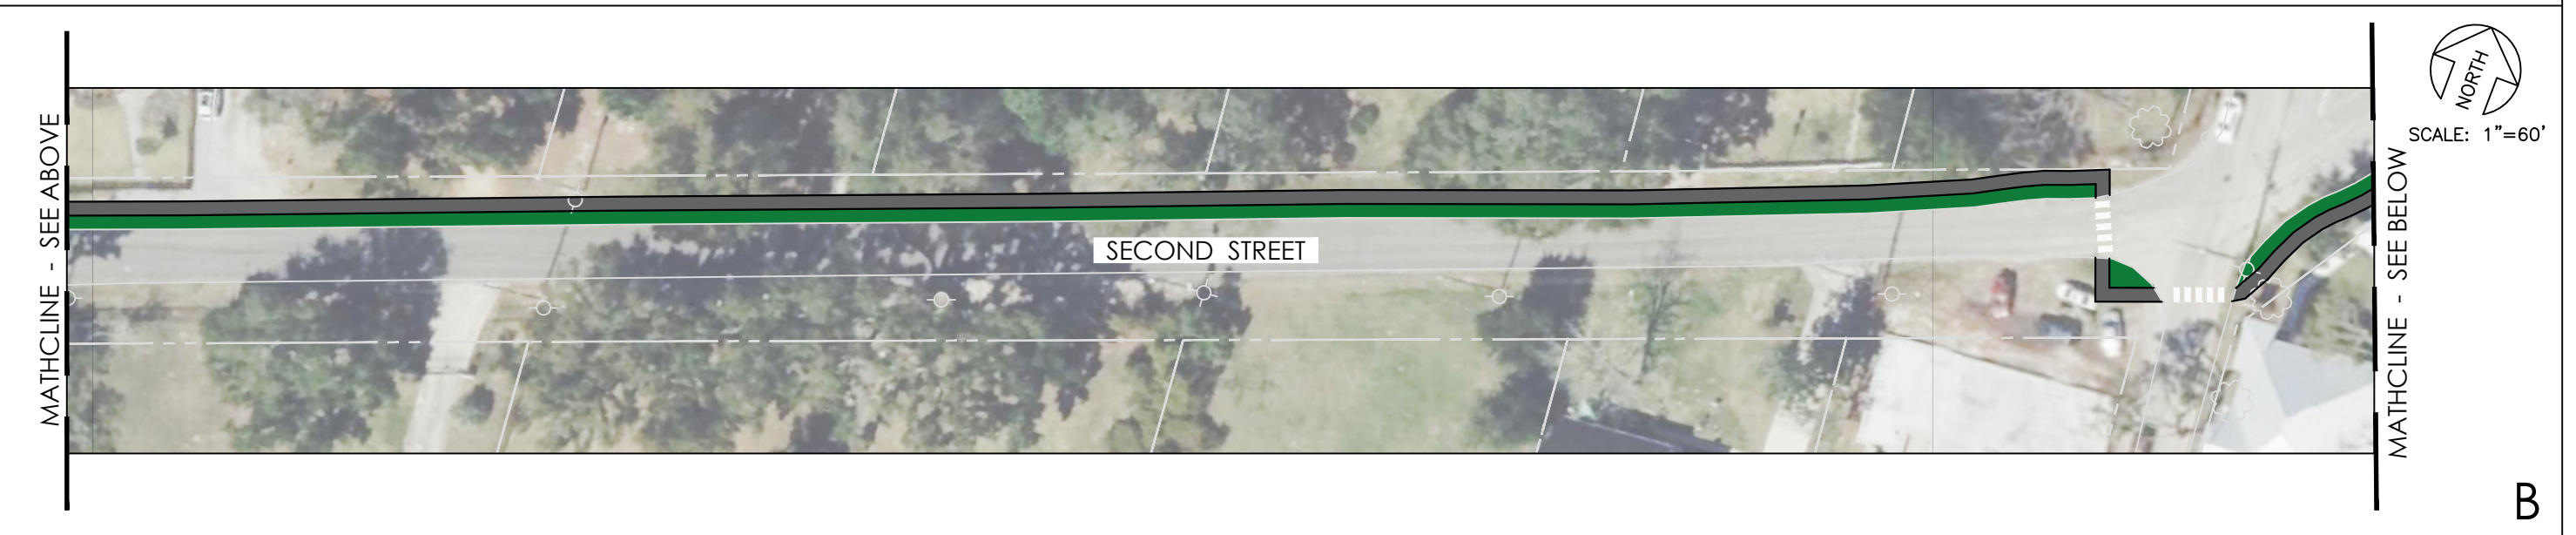 MATHCLINE - SEE ABOVE
SECOND STREET
MATHCLINE - SEE BELOW
NORTH
SCALE: 1"=60'
B